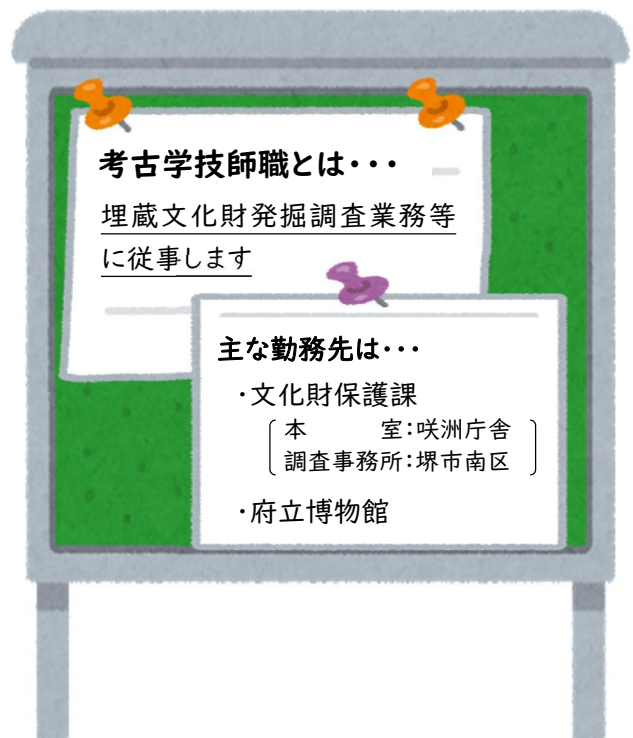 考古学技師職とは・・・
埋蔵文化財発掘調査業務等
に従事します
主な勤務先は・・・
・文化財保護課
本　　　室：咲洲庁舎
調査事務所：堺市南区
・府立博物館